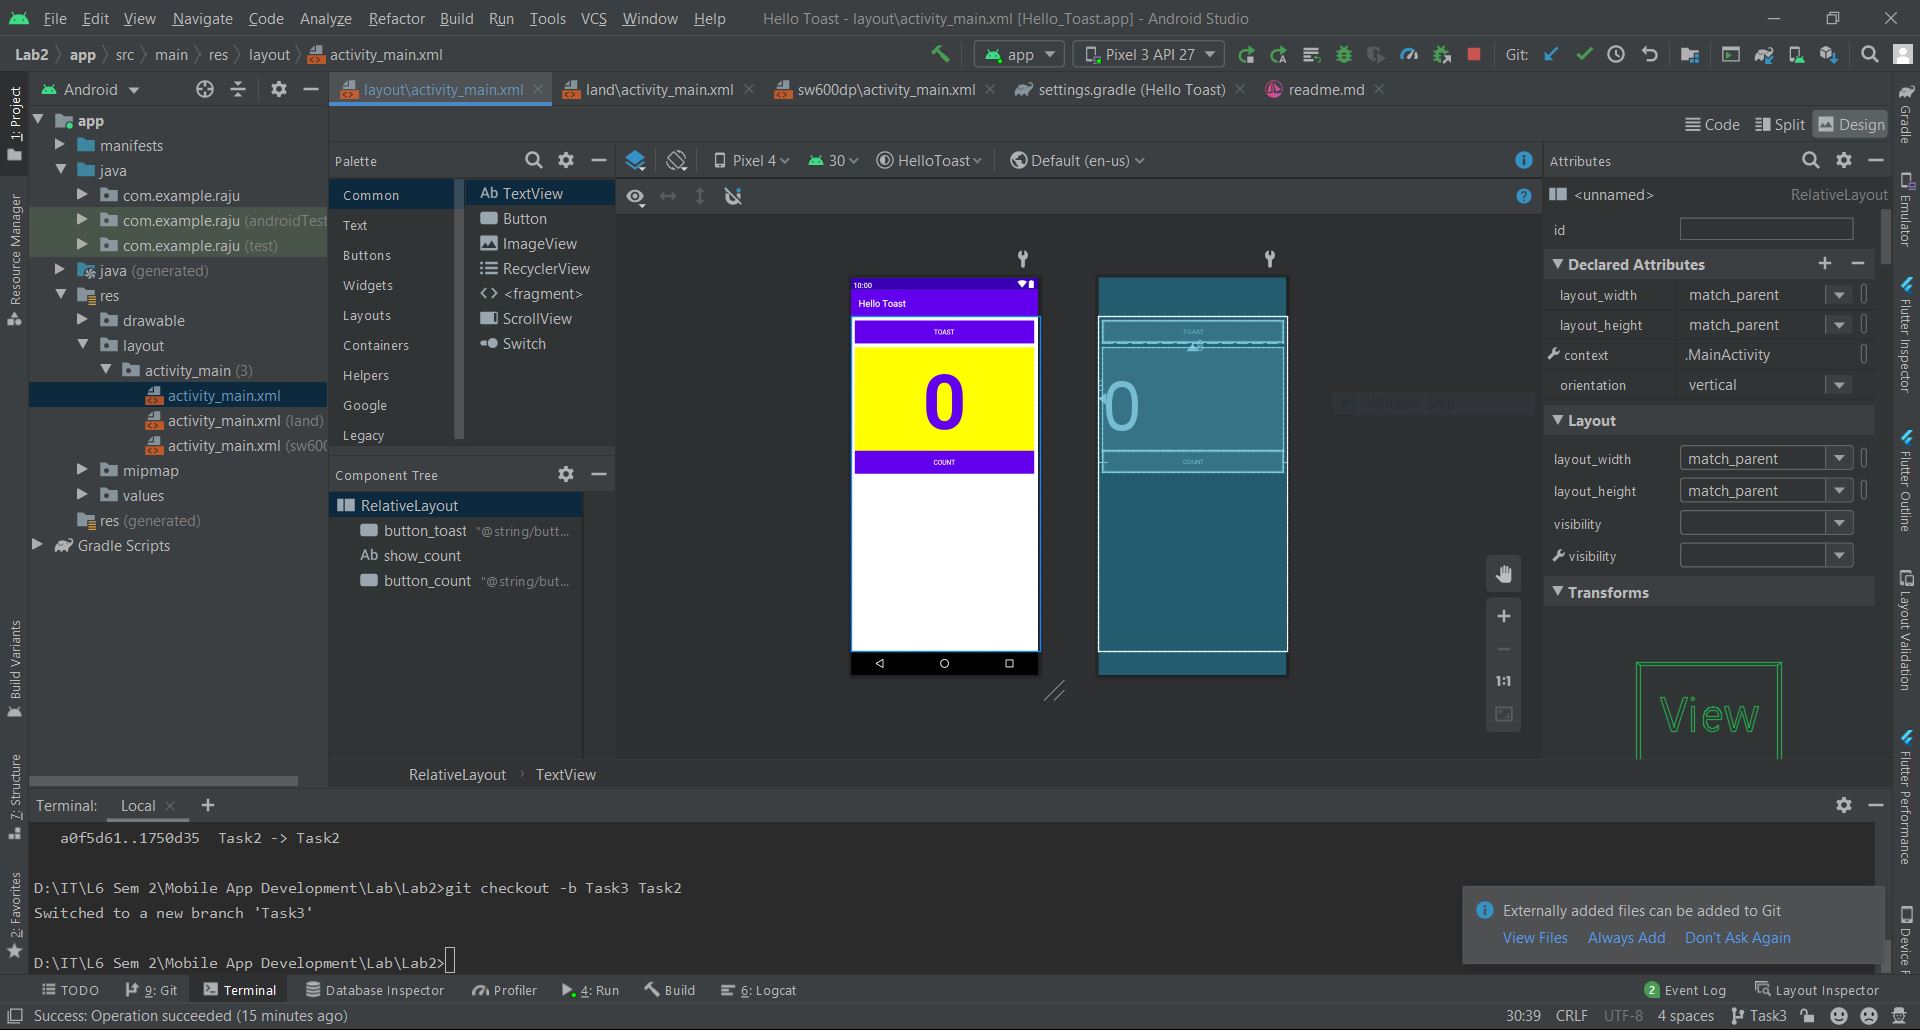 File Edit View Navigate Code Analyze Refactor Build Run Tools VCS Window Help Hello Toast - layout\activity_main.xml [Hello_Toast.app] - Android Studio
Lab2 app src main res layout activity_main.xml app Pixel 3 API 27 Git:
Android layout\activity_main.xml land\activity_main.xml sw600dp\activity_main.xml settings.gradle (Hello Toast) readme.md
Code Split Design
1: Project
Resource Manager
Build Variants
7: Structure
2: Favorites
app
manifests
java
com.example.raju
com.example.raju (androidTest
com.example.raju (test)
java (generated)
res
drawable
layout
activity_main (3)
activity_main.xml
activity_main.xml (land)
activity_main.xml (sw600
mipmap
values
res (generated)
Gradle Scripts
Palette
Common
Text
Buttons
Widgets
Layouts
Containers
Helpers
Google
Legacy
Ab TextView
Button
ImageView
RecyclerView
<fragment>
ScrollView
Switch
Component Tree
RelativeLayout
button_toast "@string/butt...
Ab show_count
button_count "@string/but...
Pixel 4 30 HelloToast Default (en-us)
10:00
Hello Toast
TOAST
0
COUNT
TOAST
0
COUNT
Window Snip
1:1
RelativeLayout TextView
Attributes
<unnamed> RelativeLayout
id
Declared Attributes
layout_width match_parent
layout_height match_parent
context .MainActivity
orientation vertical
Layout
layout_width match_parent
layout_height match_parent
visibility
visibility
Transforms
View
Gradle
Emulator
Flutter Inspector
Flutter Outline
Layout Validation
Flutter Performance
Device F
Terminal: Local
a0f5d61..1750d35 Task2 -> Task2
D:\IT\L6 Sem 2\Mobile App Development\Lab\Lab2>git checkout -b Task3 Task2
Switched to a new branch 'Task3'
D:\IT\L6 Sem 2\Mobile App Development\Lab\Lab2>
Externally added files can be added to Git
View Files Always Add Don't Ask Again
TODO 9: Git Terminal Database Inspector Profiler 4: Run Build 6: Logcat 2 Event Log Layout Inspector
Success: Operation succeeded (15 minutes ago) 30:39 CRLF UTF-8 4 spaces Task3